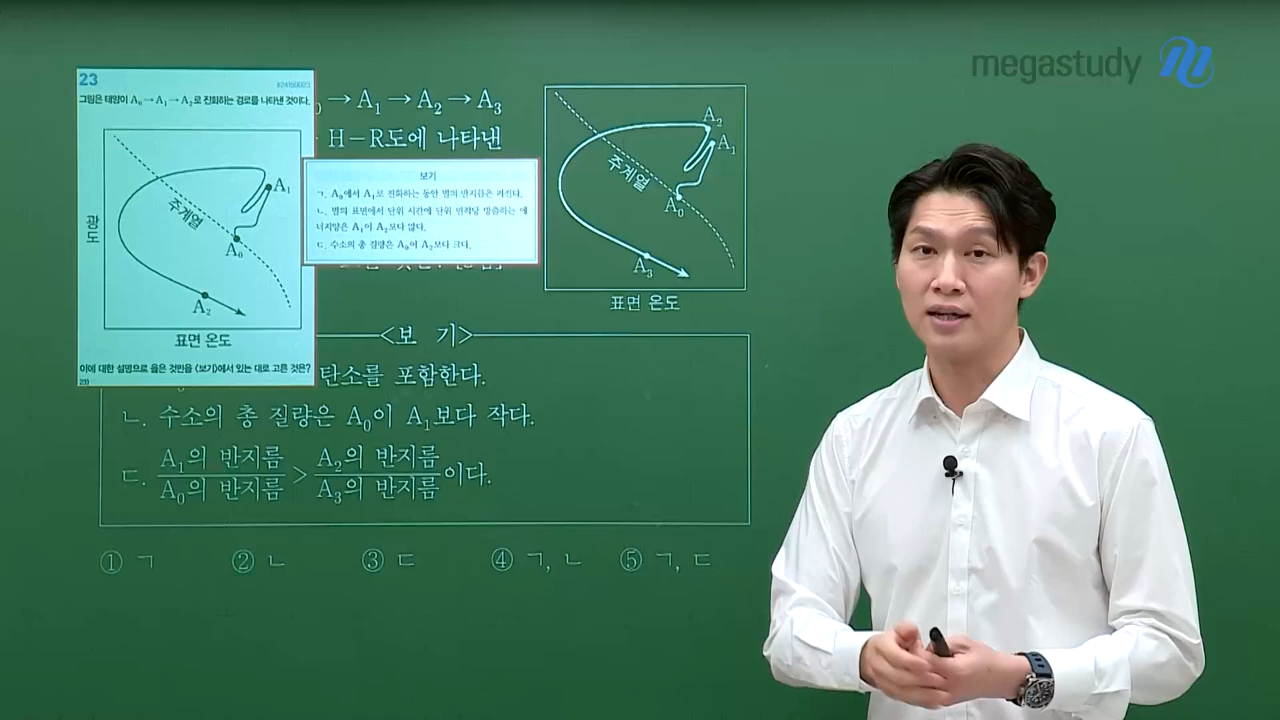 megastudy
23
그림은 태양이 A₀→A₁→A₂로 진화하는 경로를 나타낸 것이다.
광도
주계열
A₁
A₀
A₂
표면 온도
이에 대한 설명으로 옳은 것만을 <보기>에서 있는 대로 고른 것은?
23)
보기
ㄱ. A₀에서 A₁로 진화하는 동안 별의 반지름은 커진다.
ㄴ. 별의 표면에서 단위 시간에 단위 면적당 방출하는 에
너지양은 A₁이 A₂보다 많다.
ㄷ. 수소의 총 질량은 A₀이 A₂보다 크다.
₀→A₁→A₂→A₃
H-R도에 나타낸
A₂
A₁
주계열
A₀
A₃
표면 온도
<보 기>
탄소를 포함한다.
ㄴ. 수소의 총 질량은 A₀이 A₁보다 작다.
ㄷ. A₁의 반지름/A₀의 반지름 > A₂의 반지름/A₃의 반지름 이다.
① ㄱ ② ㄴ ③ ㄷ ④ ㄱ, ㄴ ⑤ ㄱ, ㄷ